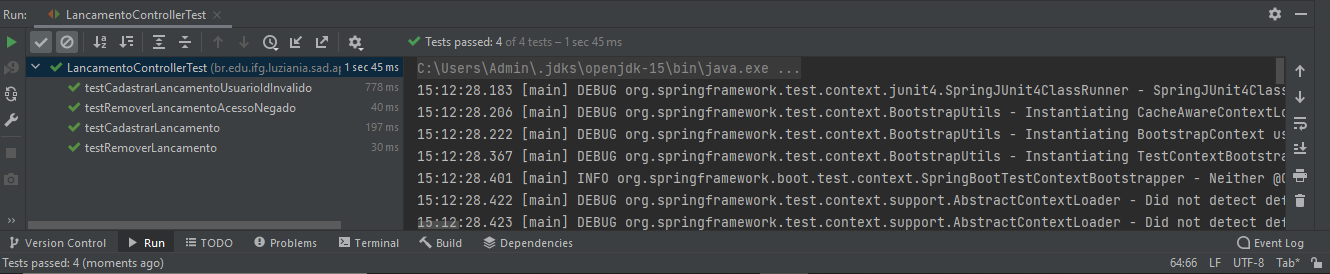 Run: LancamentoControllerTest
Tests passed: 4 of 4 tests – 1 sec 45 ms
LancamentoControllerTest (br.edu.ifg.luziania.sad.ap 1 sec 45 ms
testCadastrarLancamentoUsuarioIdInvalido 778 ms
testRemoverLancamentoAcessoNegado 40 ms
testCadastrarLancamento 197 ms
testRemoverLancamento 30 ms
C:\Users\Admin\.jdks\openjdk-15\bin\java.exe ...
15:12:28.183 [main] DEBUG org.springframework.test.context.junit4.SpringJUnit4ClassRunner - SpringJUnit4Class
15:12:28.206 [main] DEBUG org.springframework.test.context.BootstrapUtils - Instantiating CacheAwareContextLo
15:12:28.222 [main] DEBUG org.springframework.test.context.BootstrapUtils - Instantiating BootstrapContext us
15:12:28.367 [main] DEBUG org.springframework.test.context.BootstrapUtils - Instantiating TestContextBootstra
15:12:28.401 [main] INFO org.springframework.boot.test.context.SpringBootTestContextBootstrapper - Neither @C
15:12:28.422 [main] DEBUG org.springframework.test.context.support.AbstractContextLoader - Did not detect def
15:12:28.423 [main] DEBUG org.springframework.test.context.support.AbstractContextLoader - Did not detect def
Version Control Run TODO Problems Terminal Build Dependencies Event Log
Tests passed: 4 (moments ago) 64:66 LF UTF-8 Tab*